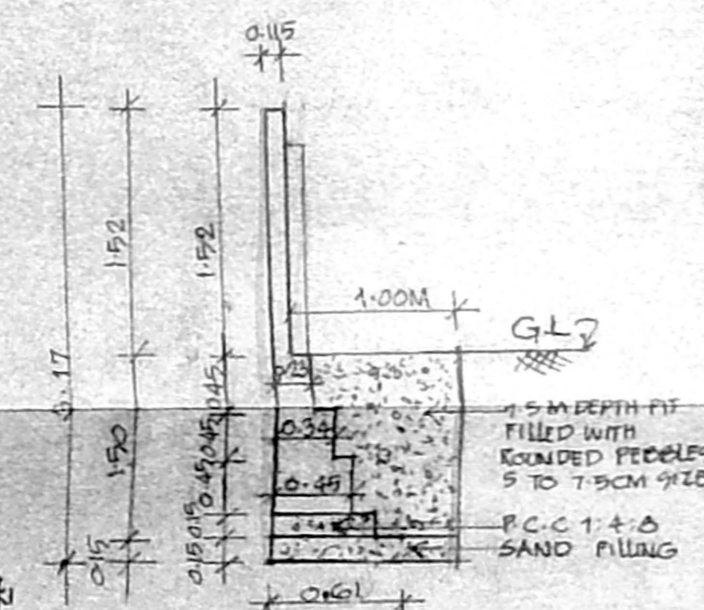 0.115
1.52
1.52
1.00M
G.L
0.23
0.45
.17
1.50
0.34
0.45
0.45
0.45
0.15
0.15
0.15
0.61
1.5 M DEPTH PIT
FILLED WITH
ROUNDED PEBBLES
5 TO 7.5CM SIZE
P.C.C 1:4:8
SAND FILLING